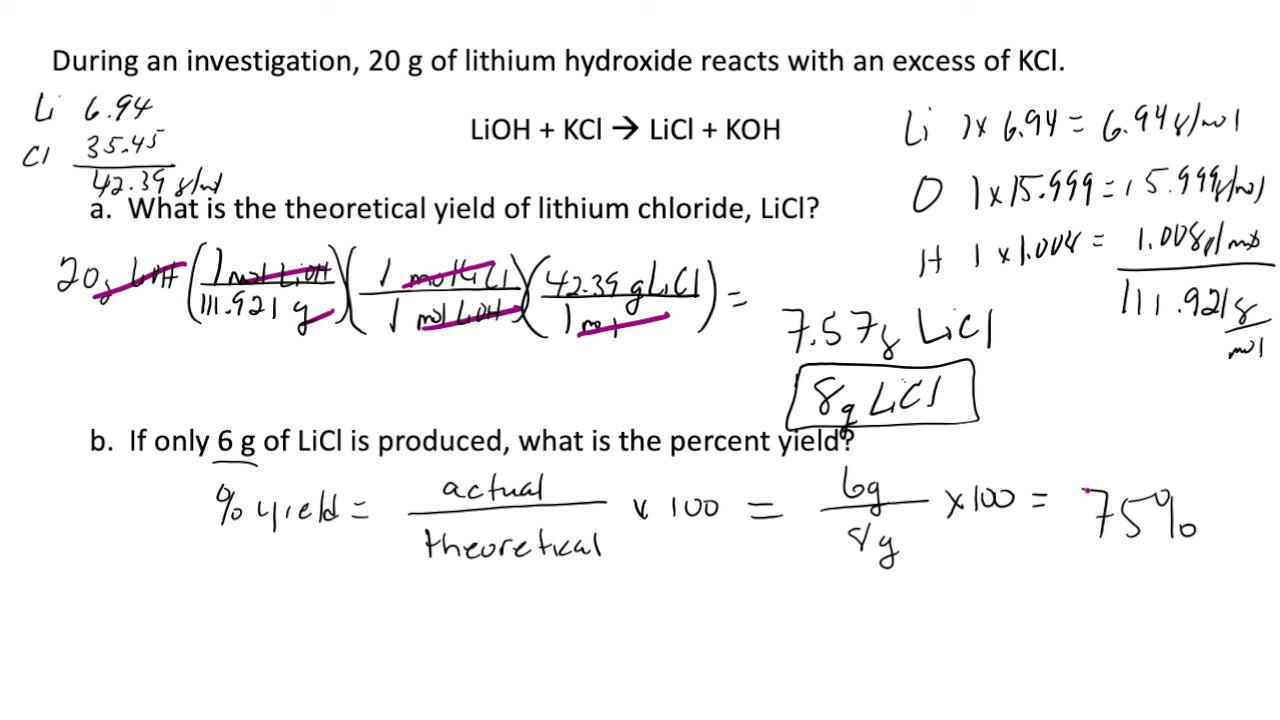 During an investigation, 20 g of lithium hydroxide reacts with an excess of KCl.
Li 6.94
Cl 35.45
42.39 g/mol
LiOH + KCl → LiCl + KOH
Li 1 x 6.94 = 6.94 g/mol
O 1 x 15.999 = 15.999 g/mol
H 1 x 1.008 = 1.008 g/mol
111.921 g/mol
a. What is the theoretical yield of lithium chloride, LiCl?
20 g LiOH (1 mol LiOH / 111.921 g) (1 mol LiCl / 1 mol LiOH) (42.39 g LiCl / 1 mol) =
7.57 g LiCl
8 g LiCl
b. If only 6 g of LiCl is produced, what is the percent yield?
% yield = actual / theoretical x 100 = 6g / 8g x 100 = 75%